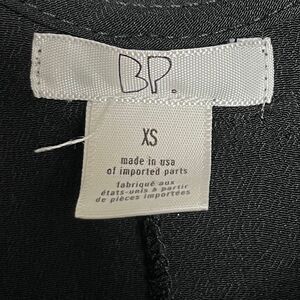 BP.
XS
made in usa
of imported parts
fabriqué aux
états-unis à partir
de pièces importées